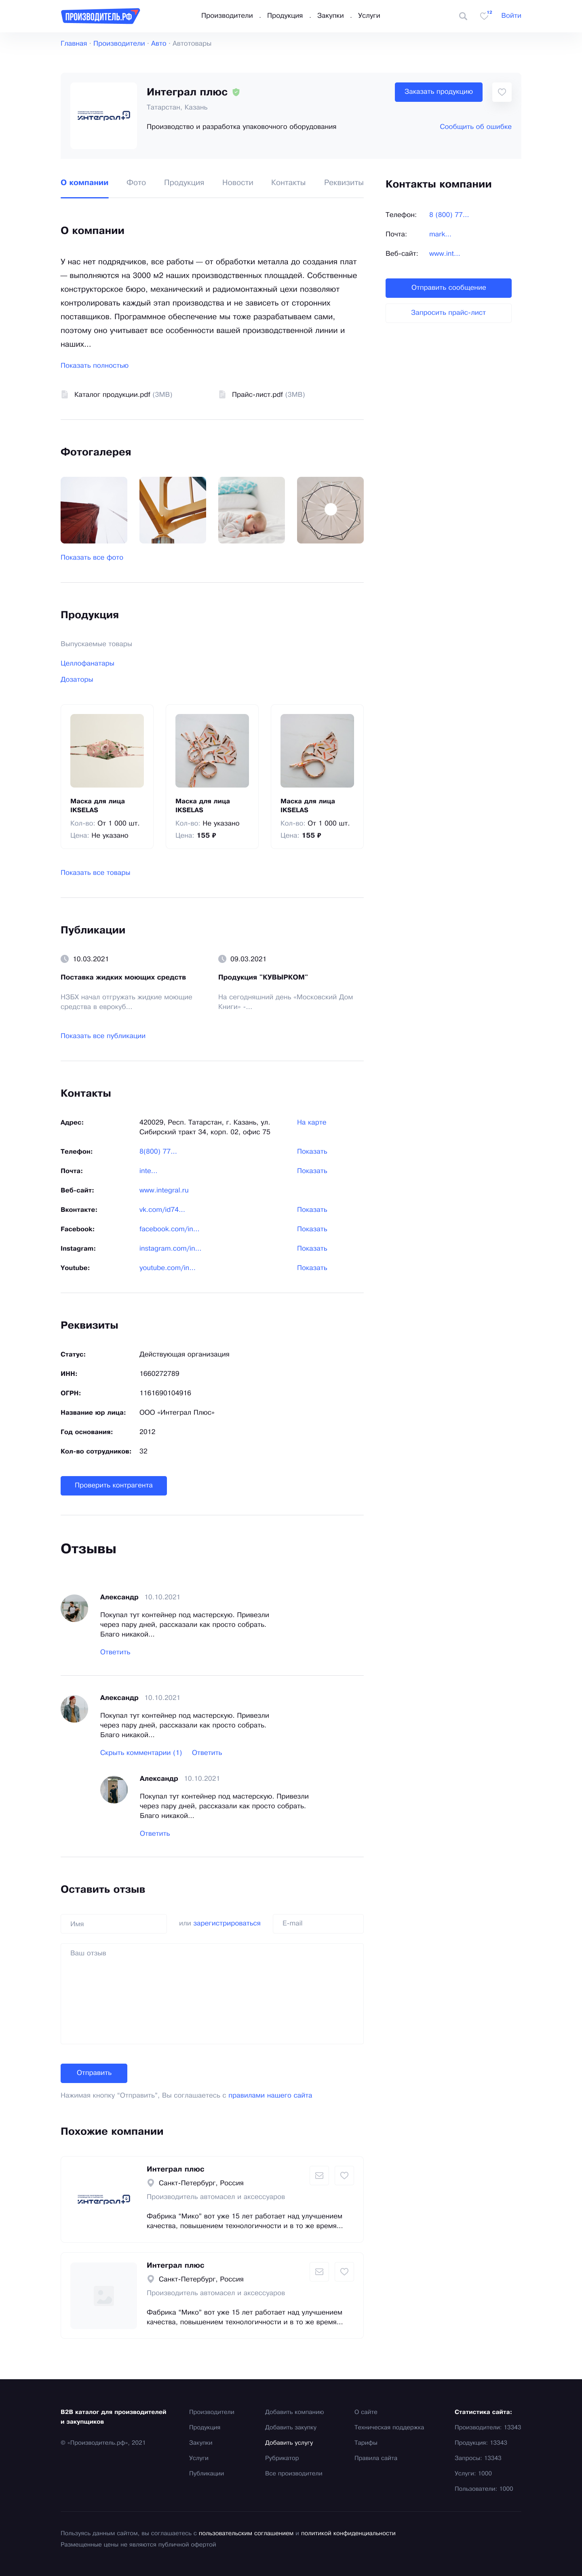 ПРОИЗВОДИТЕЛЬ.РФ
Производители . Продукция . Закупки . Услуги
12
Войти
Главная · Производители · Авто · Автотовары
интеграл+
Интеграл плюс
Заказать продукцию
Татарстан, Казань
Производство и разработка упаковочного оборудования
Сообщить об ошибке
О компании
Фото
Продукция
Новости
Контакты
Реквизиты
Контакты компании
Телефон: 8 (800) 77...
Почта: mark...
Веб-сайт: www.int...
Отправить сообщение
Запросить прайс-лист
О компании
У нас нет подрядчиков, все работы — от обработки металла до создания плат
— выполняются на 3000 м2 наших производственных площадей. Собственные
конструкторское бюро, механический и радиомонтажный цехи позволяют
контролировать каждый этап производства и не зависеть от сторонних
поставщиков. Программное обеспечение мы тоже разрабатываем сами,
поэтому оно учитывает все особенности вашей производственной линии и
наших...
Показать полностью
Каталог продукции.pdf (3МВ)
Прайс-лист.pdf (3МВ)
Фотогалерея
Показать все фото
Продукция
Выпускаемые товары
Целлофанатары
Дозаторы
Маска для лица
IKSELAS
Кол-во: От 1 000 шт.
Цена: Не указано
Маска для лица
IKSELAS
Кол-во: Не указано
Цена: 155 ₽
Маска для лица
IKSELAS
Кол-во: От 1 000 шт.
Цена: 155 ₽
Показать все товары
Публикации
10.03.2021
Поставка жидких моющих средств
НЗБХ начал отгружать жидкие моющие
средства в еврокуб...
09.03.2021
Продукция "КУВЫРКОМ"
На сегодняшний день «Московский Дом
Книги» -...
Показать все публикации
Контакты
Адрес: 420029, Респ. Татарстан, г. Казань, ул.
Сибирский тракт 34, корп. 02, офис 75
На карте
Телефон: 8(800) 77... Показать
Почта: inte... Показать
Веб-сайт: www.integral.ru
Вконтакте: vk.com/id74... Показать
Facebook: facebook.com/in... Показать
Instagram: instagram.com/in... Показать
Youtube: youtube.com/in... Показать
Реквизиты
Статус: Действующая организация
ИНН: 1660272789
ОГРН: 1161690104916
Название юр лица: ООО «Интеграл Плюс»
Год основания: 2012
Кол-во сотрудников: 32
Проверить контрагента
Отзывы
Александр 10.10.2021
Покупал тут контейнер под мастерскую. Привезли
через пару дней, рассказали как просто собрать.
Благо никакой...
Ответить
Александр 10.10.2021
Покупал тут контейнер под мастерскую. Привезли
через пару дней, рассказали как просто собрать.
Благо никакой...
Скрыть комментарии (1) Ответить
Александр 10.10.2021
Покупал тут контейнер под мастерскую. Привезли
через пару дней, рассказали как просто собрать.
Благо никакой...
Ответить
Оставить отзыв
Имя
или зарегистрироваться
E-mail
Ваш отзыв
Отправить
Нажимая кнопку "Отправить", Вы соглашаетесь с правилами нашего сайта
Похожие компании
интеграл+
Интеграл плюс
Санкт-Петербург, Россия
Производитель автомасел и аксессуаров
Фабрика "Мико" вот уже 15 лет работает над улучшением
качества, повышением технологичности и в то же время...
Интеграл плюс
Санкт-Петербург, Россия
Производитель автомасел и аксессуаров
Фабрика "Мико" вот уже 15 лет работает над улучшением
качества, повышением технологичности и в то же время...
B2B каталог для производителей
и закупщиков
© «Производитель.рф», 2021
Производители
Продукция
Закупки
Услуги
Публикации
Добавить компанию
Добавить закупку
Добавить услугу
Рубрикатор
Все производители
О сайте
Техническая поддержка
Тарифы
Правила сайта
Статистика сайта:
Производители: 13343
Продукция: 13343
Запросы: 13343
Услуги: 1000
Пользователи: 1000
Пользуясь данным сайтом, вы соглашаетесь с пользовательским соглашением и политикой конфиденциальности
Размещенные цены не являются публичной офертой